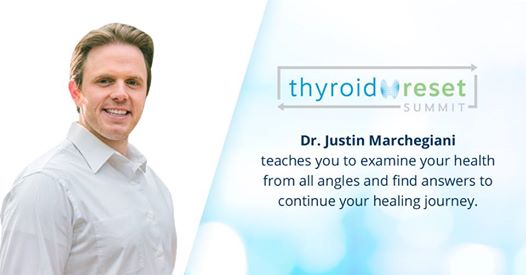 thyroid reset
SUMMIT
Dr. Justin Marchegiani
teaches you to examine your health
from all angles and find answers to
continue your healing journey.